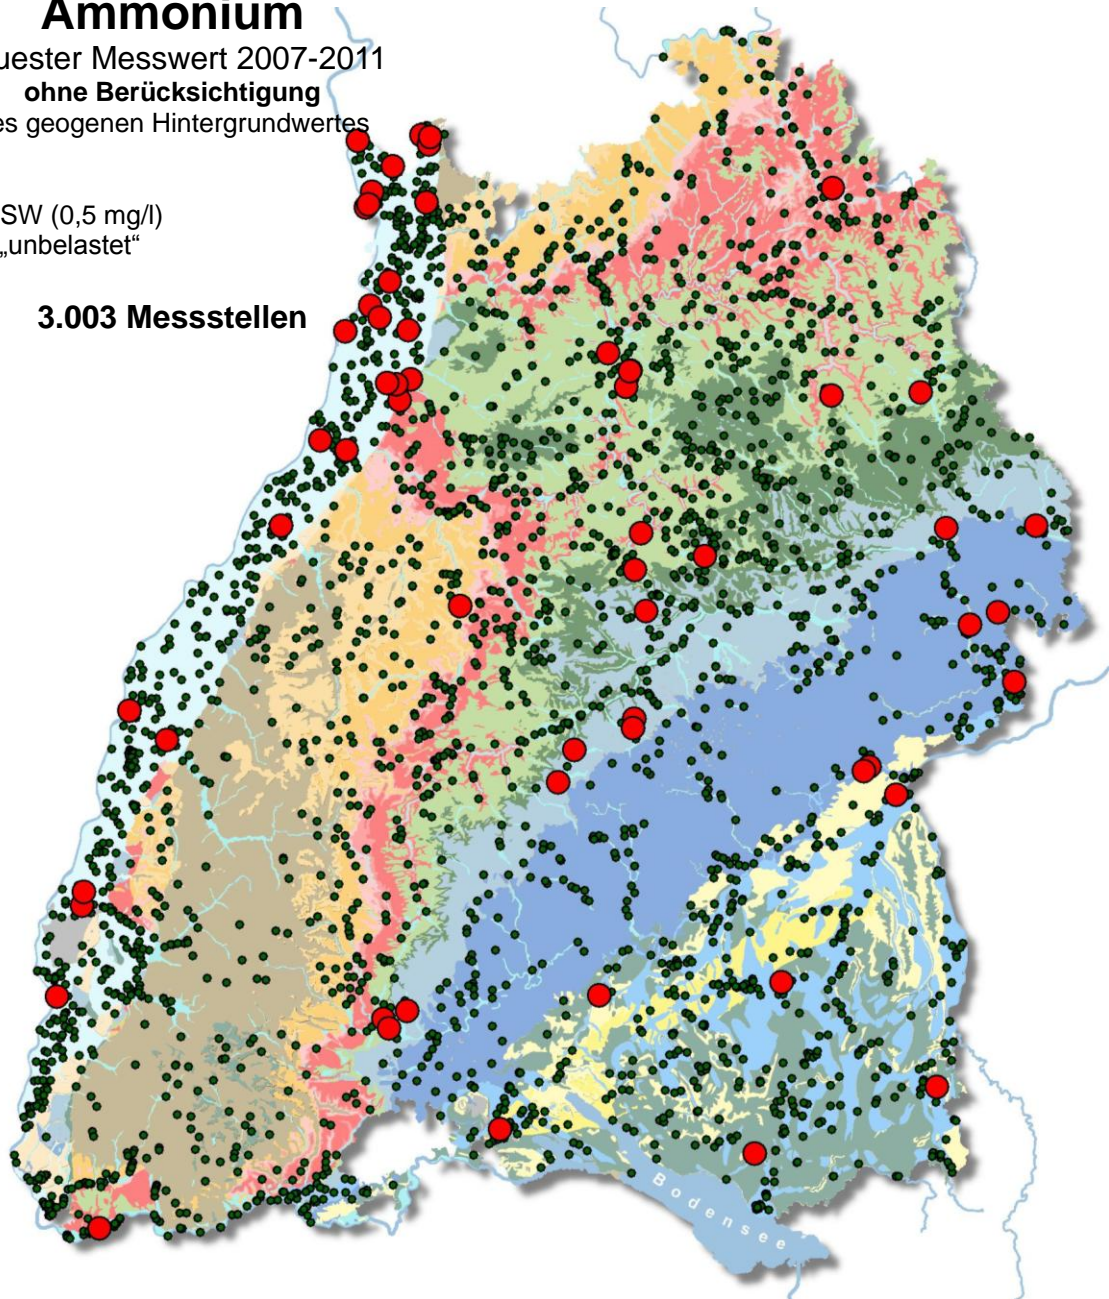 Ammonium
uester Messwert 2007-2011
ohne Berücksichtigung
es geogenen Hintergrundwertes
SW (0,5 mg/l)
„unbelastet“
3.003 Messstellen
Bodensee